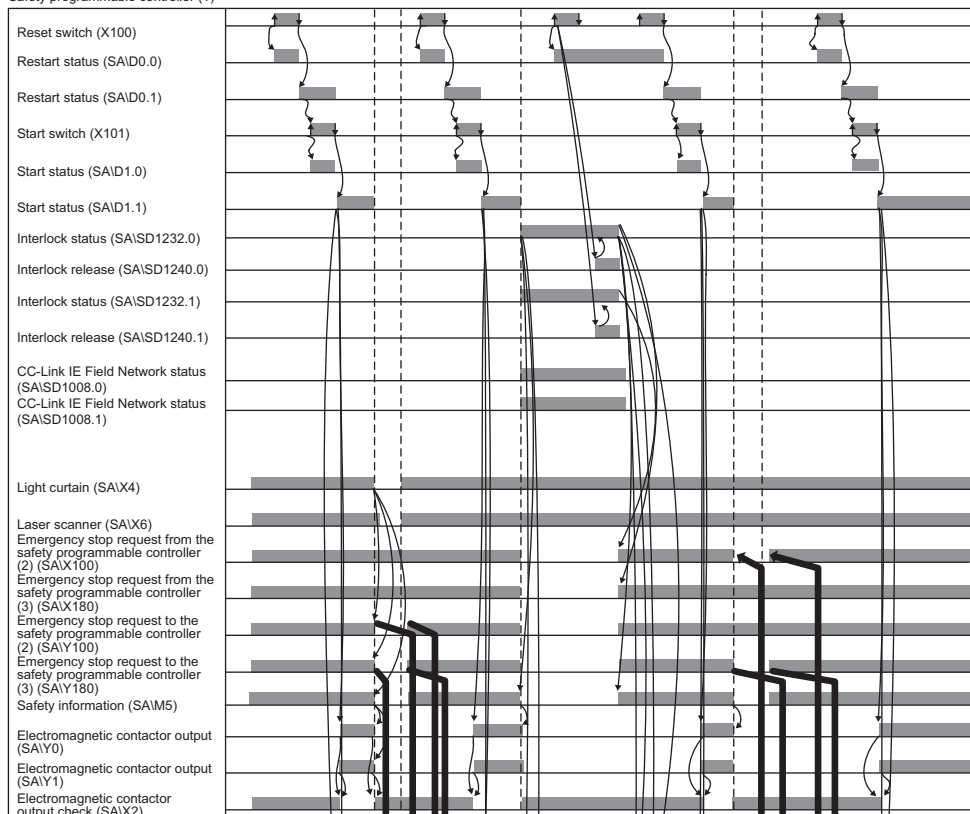 Safety programmable controller (1)
Reset switch (X100)
Restart status (SA\D0.0)
Restart status (SA\D0.1)
Start switch (X101)
Start status (SA\D1.0)
Start status (SA\D1.1)
Interlock status (SA\SD1232.0)
Interlock release (SA\SD1240.0)
Interlock status (SA\SD1232.1)
Interlock release (SA\SD1240.1)
CC-Link IE Field Network status
(SA\SD1008.0)
CC-Link IE Field Network status
(SA\SD1008.1)
Light curtain (SA\X4)
Laser scanner (SA\X6)
Emergency stop request from the
safety programmable controller
(2) (SA\X100)
Emergency stop request from the
safety programmable controller
(3) (SA\X180)
Emergency stop request to the
safety programmable controller
(2) (SA\Y100)
Emergency stop request to the
safety programmable controller
(3) (SA\Y180)
Safety information (SA\M5)
Electromagnetic contactor output
(SA\Y0)
Electromagnetic contactor output
(SA\Y1)
Electromagnetic contactor
output check (SA\X2)